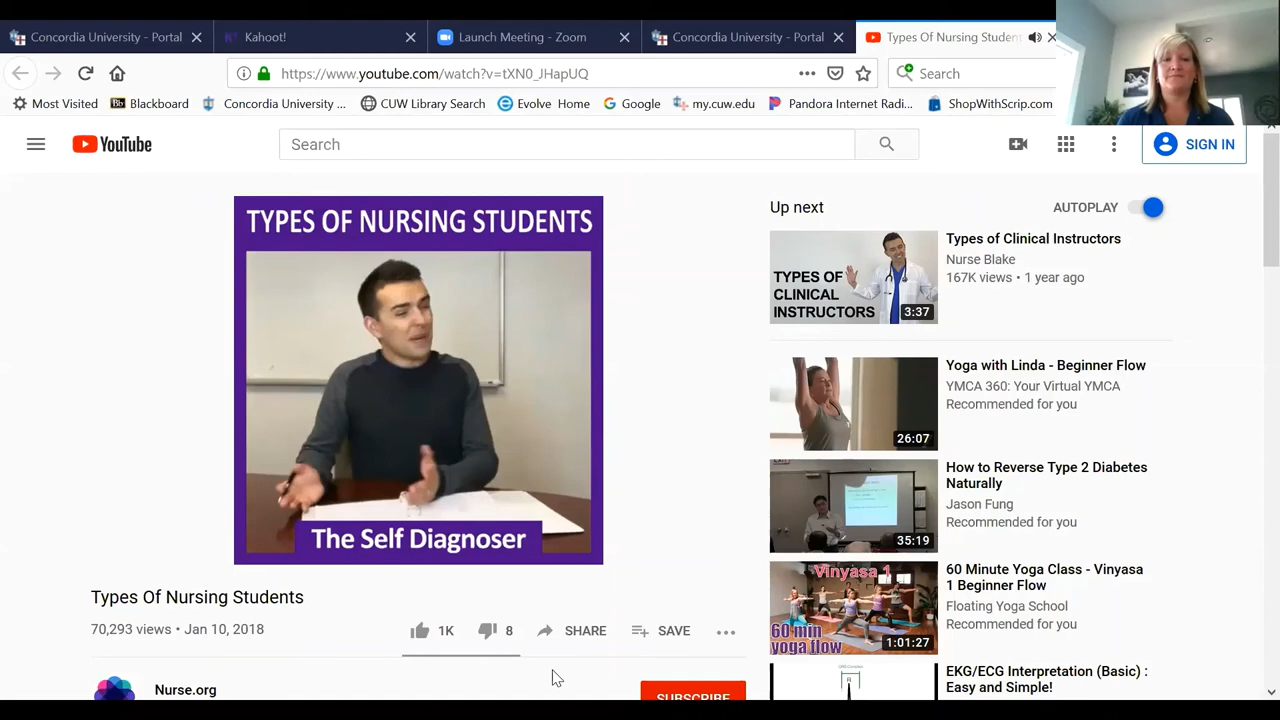 Concordia University - Portal
Kahoot!
Launch Meeting - Zoom
Concordia University - Portal
Types Of Nursing Student
https://www.youtube.com/watch?v=tXN0_JHapUQ
Search
Most Visited
Bb Blackboard
Concordia University ...
CUW Library Search
Evolve Home
Google
my.cuw.edu
Pandora Internet Radi...
ShopWithScrip.com
YouTube
Search
SIGN IN
TYPES OF NURSING STUDENTS
The Self Diagnoser
Types Of Nursing Students
70,293 views • Jan 10, 2018
1K
8
SHARE
SAVE
Nurse.org
SUBSCRIBE
Up next
AUTOPLAY
TYPES OF
CLINICAL
INSTRUCTORS
3:37
Types of Clinical Instructors
Nurse Blake
167K views • 1 year ago
26:07
Yoga with Linda - Beginner Flow
YMCA 360: Your Virtual YMCA
Recommended for you
35:19
How to Reverse Type 2 Diabetes
Naturally
Jason Fung
Recommended for you
Vinyasa 1
60 min
yoga flow
1:01:27
60 Minute Yoga Class - Vinyasa
1 Beginner Flow
Floating Yoga School
Recommended for you
EKG/ECG Interpretation (Basic) :
Easy and Simple!